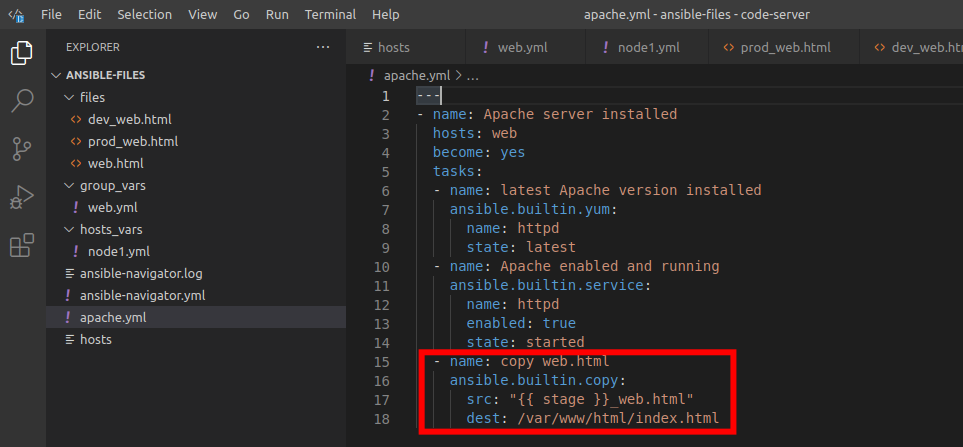 File Edit Selection View Go Run Terminal Help apache.yml - ansible-files - code-server
EXPLORER ...
hosts ! web.yml ! node1.yml <> prod_web.html <> dev_web.htm
ANSIBLE-FILES
files
<> dev_web.html
<> prod_web.html
<> web.html
group_vars
! web.yml
hosts_vars
! node1.yml
ansible-navigator.log
! ansible-navigator.yml
! apache.yml
hosts
! apache.yml > ...
1 ---
2 - name: Apache server installed
3   hosts: web
4   become: yes
5   tasks:
6   - name: latest Apache version installed
7     ansible.builtin.yum:
8       name: httpd
9       state: latest
10   - name: Apache enabled and running
11     ansible.builtin.service:
12       name: httpd
13       enabled: true
14       state: started
15   - name: copy web.html
16     ansible.builtin.copy:
17       src: "{{ stage }}_web.html"
18       dest: /var/www/html/index.html